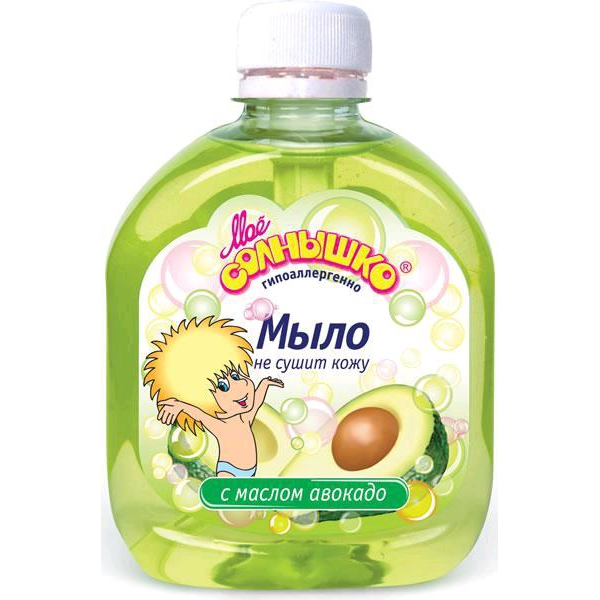 Моё
СОЛНЫШКО®
гипоаллергенно
Мыло
не сушит кожу
с маслом авокадо